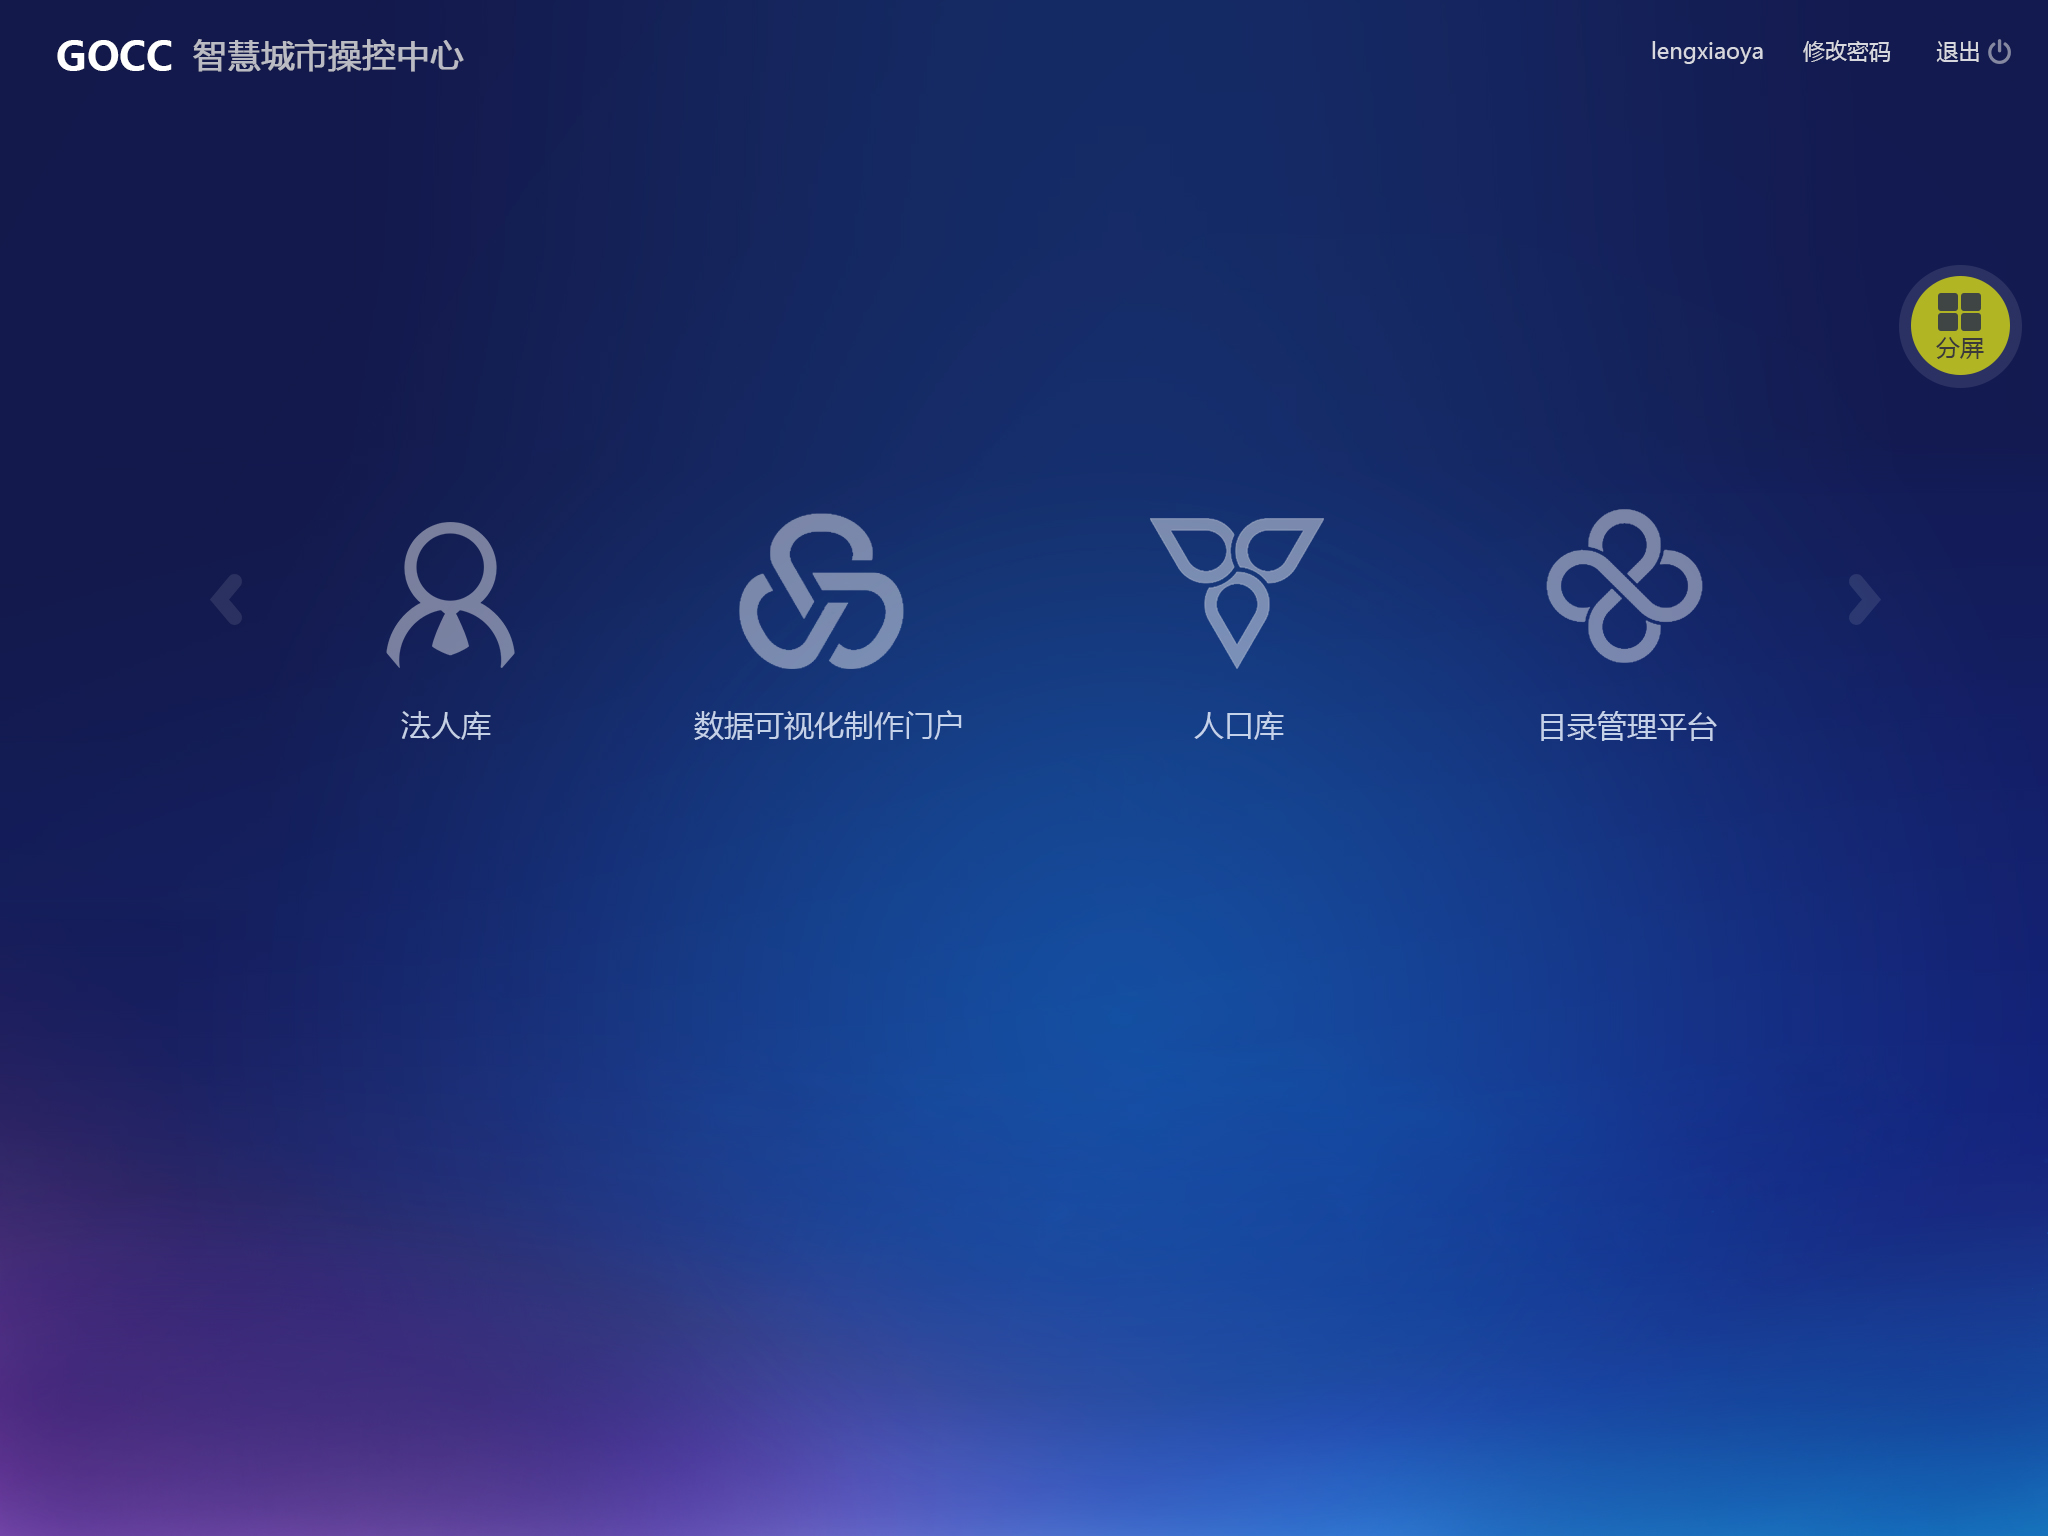 GOCC 智慧城市操控中心
lengxiaoya 修改密码 退出
分屏
法人库 数据可视化制作门户 人口库 目录管理平台